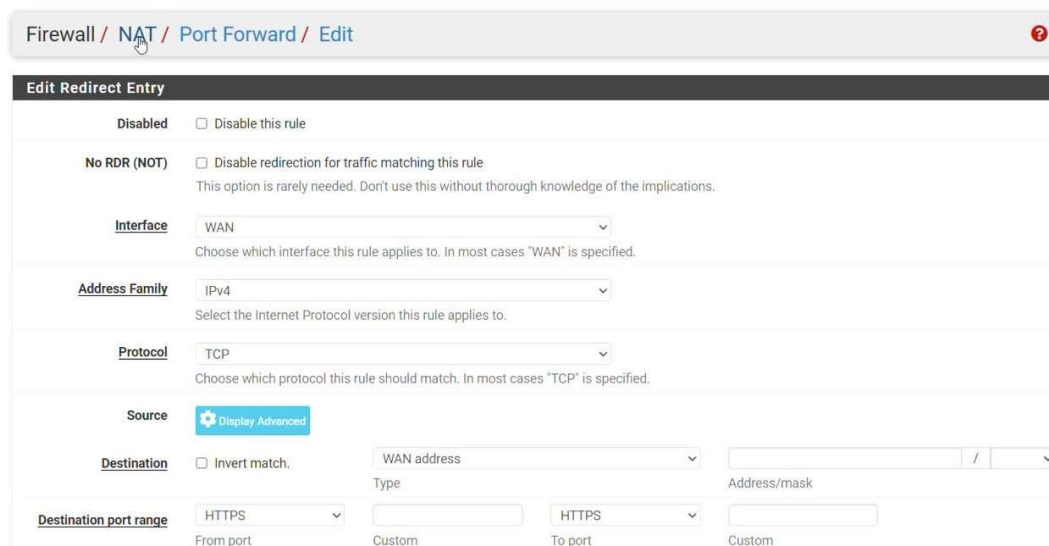 Firewall / NAT / Port Forward / Edit
Edit Redirect Entry
Disabled Disable this rule
No RDR (NOT) Disable redirection for traffic matching this rule
This option is rarely needed. Don't use this without thorough knowledge of the implications.
Interface WAN
Choose which interface this rule applies to. In most cases "WAN" is specified.
Address Family IPv4
Select the Internet Protocol version this rule applies to.
Protocol TCP
Choose which protocol this rule should match. In most cases "TCP" is specified.
Source Display Advanced
Destination Invert match. WAN address /
Type Address/mask
Destination port range HTTPS HTTPS
From port Custom To port Custom